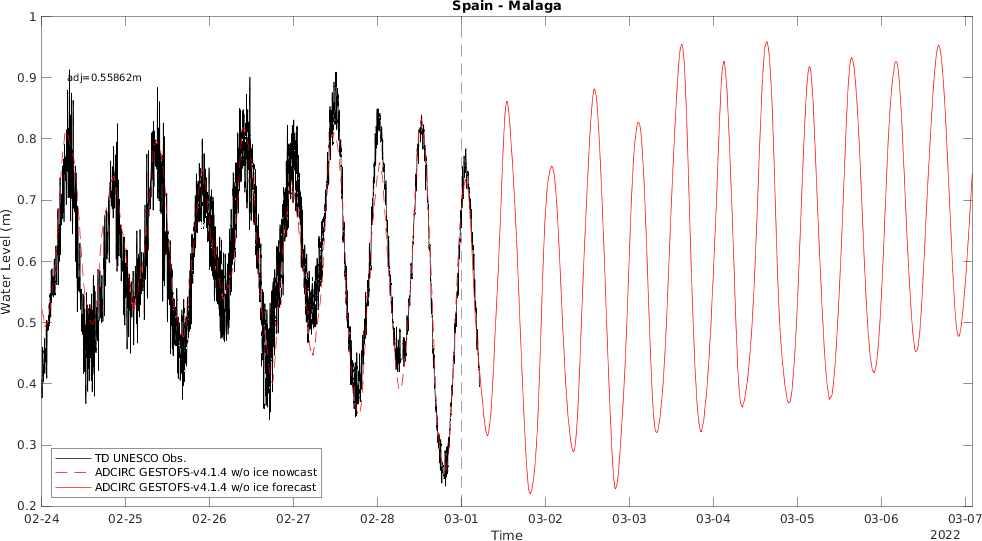 Spain - Malaga
adj=0.55862m
Water Level (m)
1
0.9
0.8
0.7
0.6
0.5
0.4
0.3
0.2
TD UNESCO Obs.
ADCIRC GESTOFS-v4.1.4 w/o ice nowcast
ADCIRC GESTOFS-v4.1.4 w/o ice forecast
02-24 02-25 02-26 02-27 02-28 03-01 03-02 03-03 03-04 03-05 03-06 03-07
Time
2022